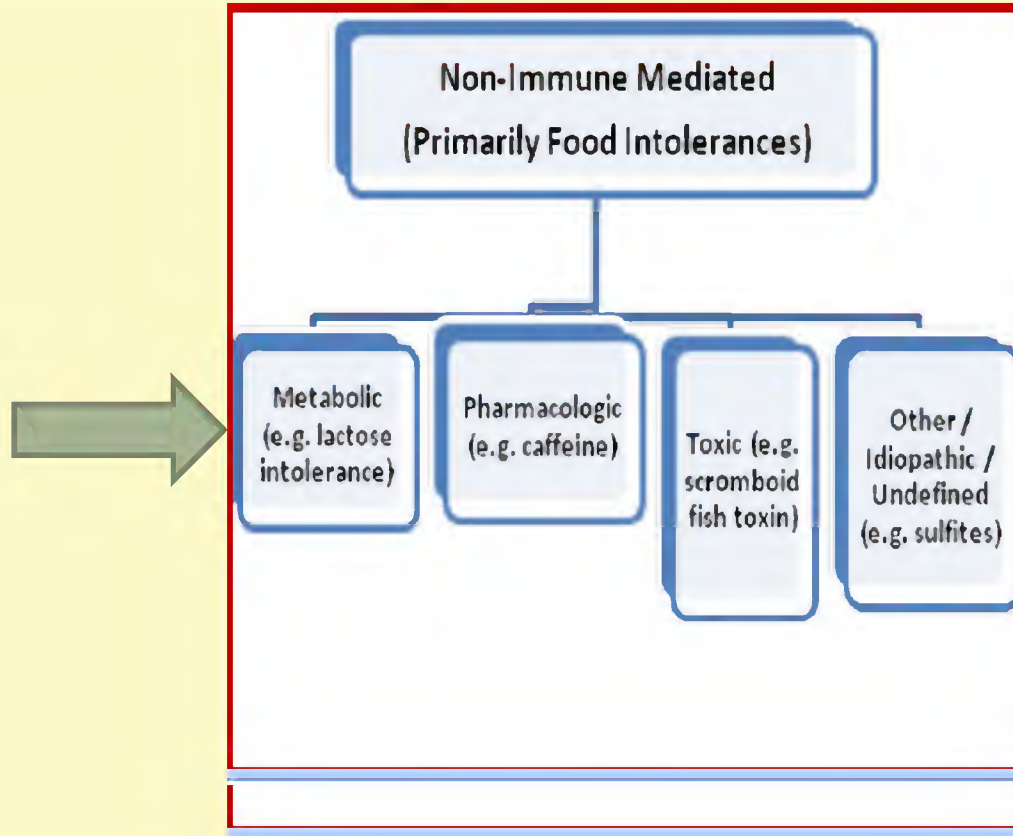 Non-Immune Mediated
(Primarily Food Intolerances)
Metabolic
(e.g. lactose
intolerance)
Pharmacologic
(e.g. caffeine)
Toxic (e.g.
scromboid
fish toxin)
Other /
Idiopathic /
Undefined
(e.g. sulfites)